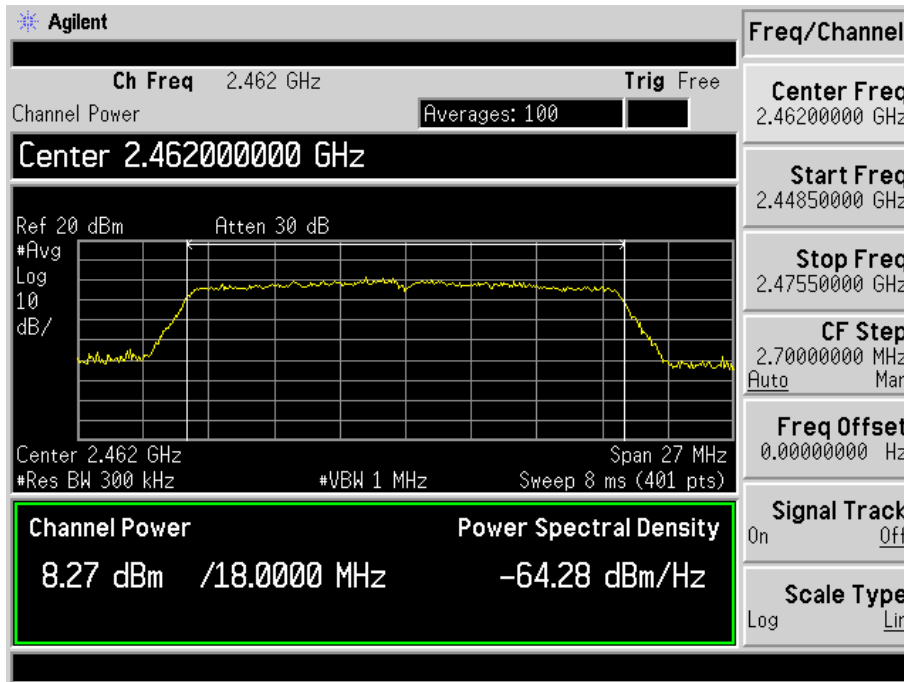 Agilent
Freq/Channel
Ch Freq 2.462 GHz Trig Free
Channel Power Averages: 100
Center 2.462000000 GHz
Ref 20 dBm Atten 30 dB
#Avg
Log
10
dB/
Center 2.462 GHz Span 27 MHz
#Res BW 300 kHz #VBW 1 MHz Sweep 8 ms (401 pts)
Channel Power Power Spectral Density
8.27 dBm /18.0000 MHz -64.28 dBm/Hz
Center Freq
2.46200000 GHz
Start Freq
2.44850000 GHz
Stop Freq
2.47550000 GHz
CF Step
2.70000000 MHz
Auto Man
Freq Offset
0.00000000 Hz
Signal Track
On Off
Scale Type
Log Lin